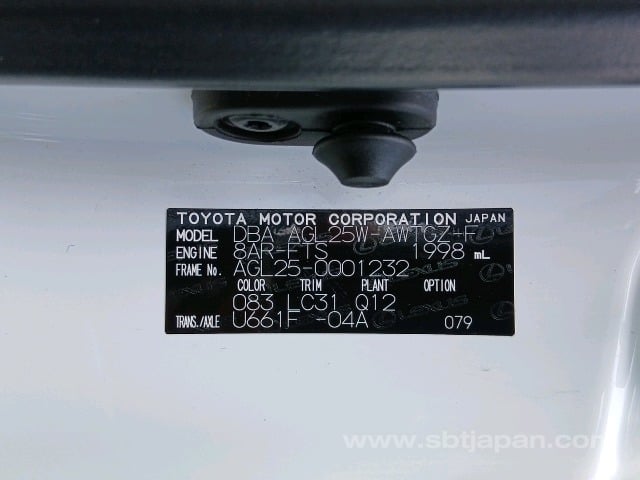 TOYOTA MOTOR CORPORATION JAPAN
MODEL DBA-AGL25W-AWTGZ+F
ENGINE 8AR-FTS 1998 mL
FRAME No. AGL25-0001232
COLOR TRIM PLANT OPTION
083 LC31 Q12
TRANS./AXLE U661F -04A 079
LEXUS
www.sbtjapan.com